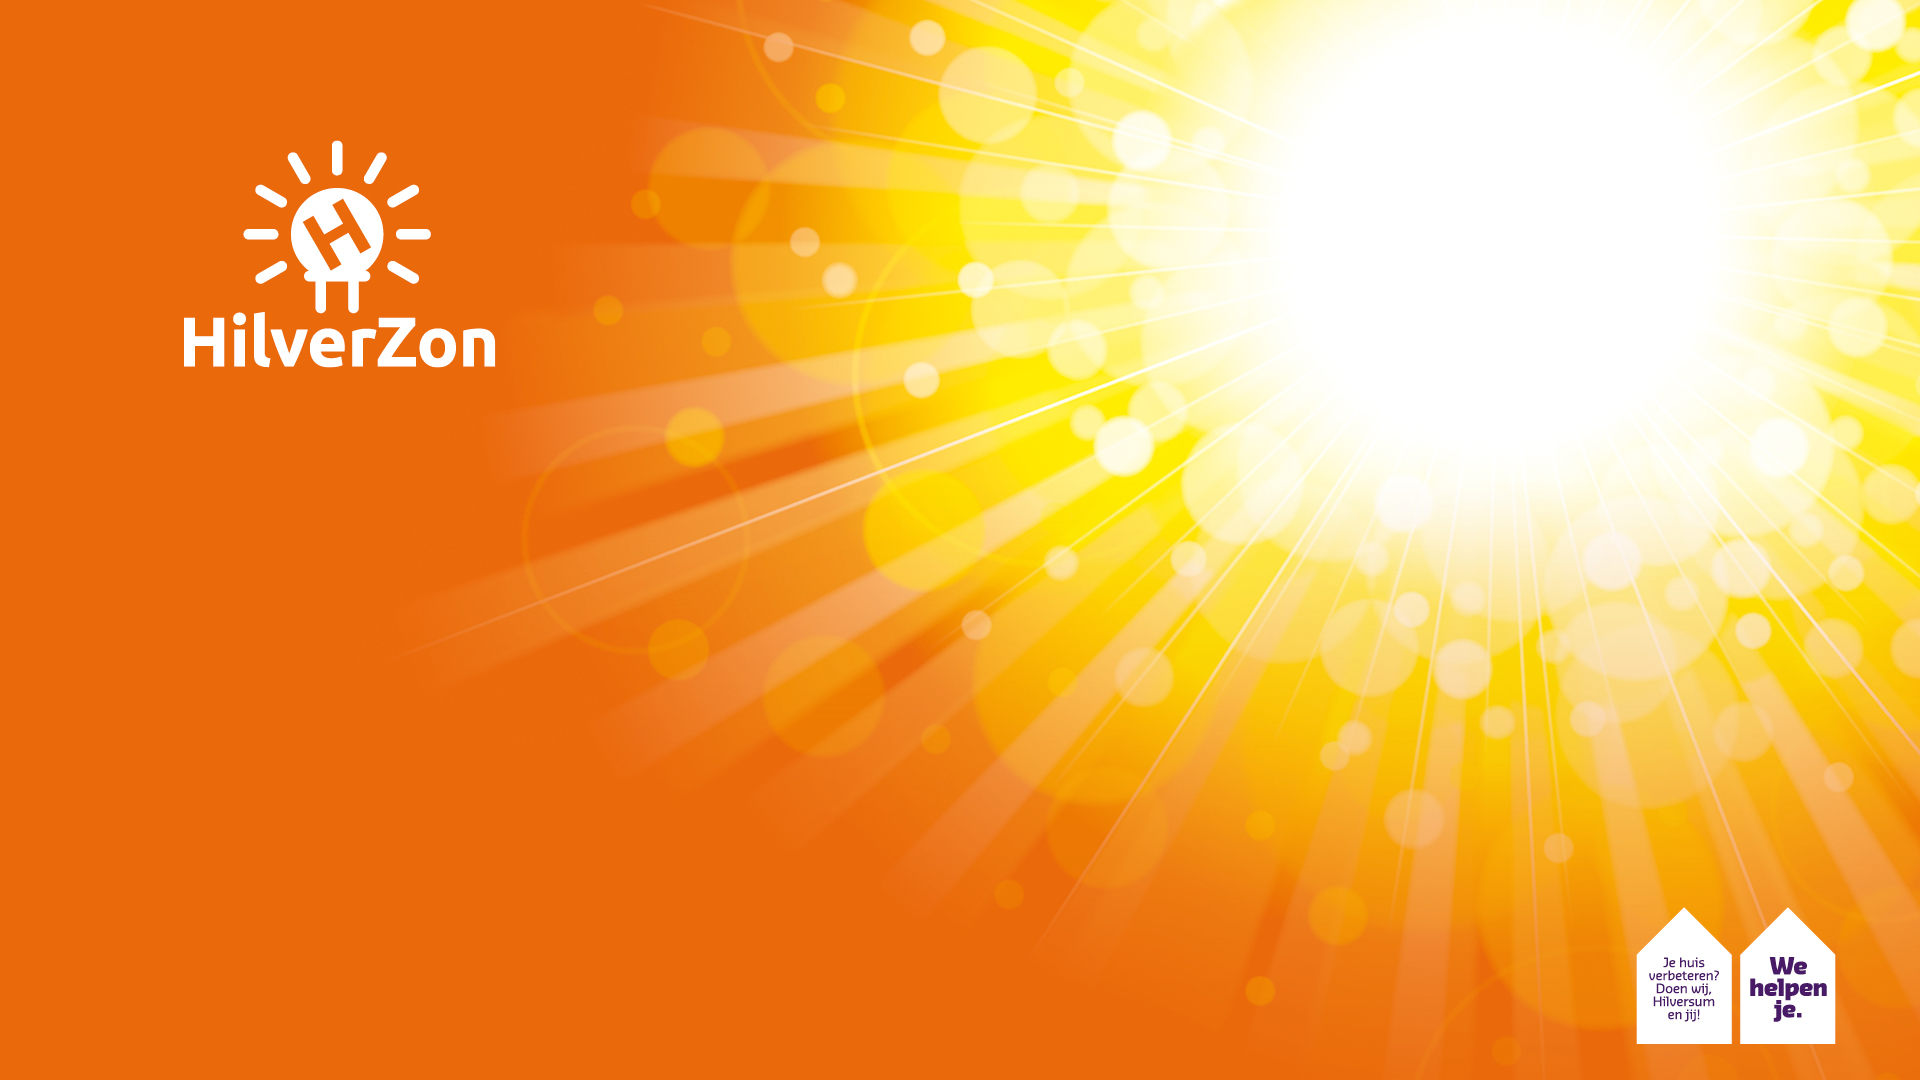 H
HilverZon
Je huis
verbeteren?
Doen wij,
Hilversum
en jij!
We
helpen
je.